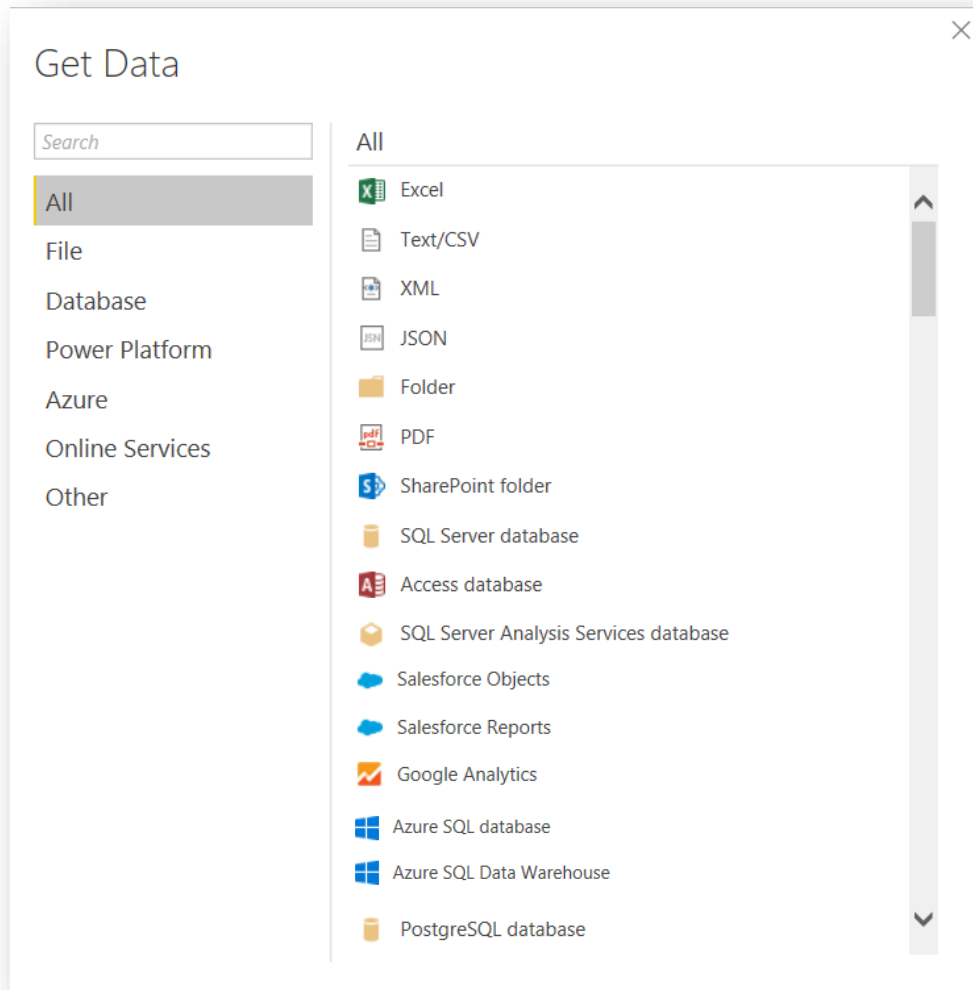 Get Data
Search
All
File
Database
Power Platform
Azure
Online Services
Other
All
Excel
Text/CSV
XML
JSN JSON
Folder
pdf PDF
SharePoint folder
SQL Server database
Access database
SQL Server Analysis Services database
Salesforce Objects
Salesforce Reports
Google Analytics
Azure SQL database
Azure SQL Data Warehouse
PostgreSQL database